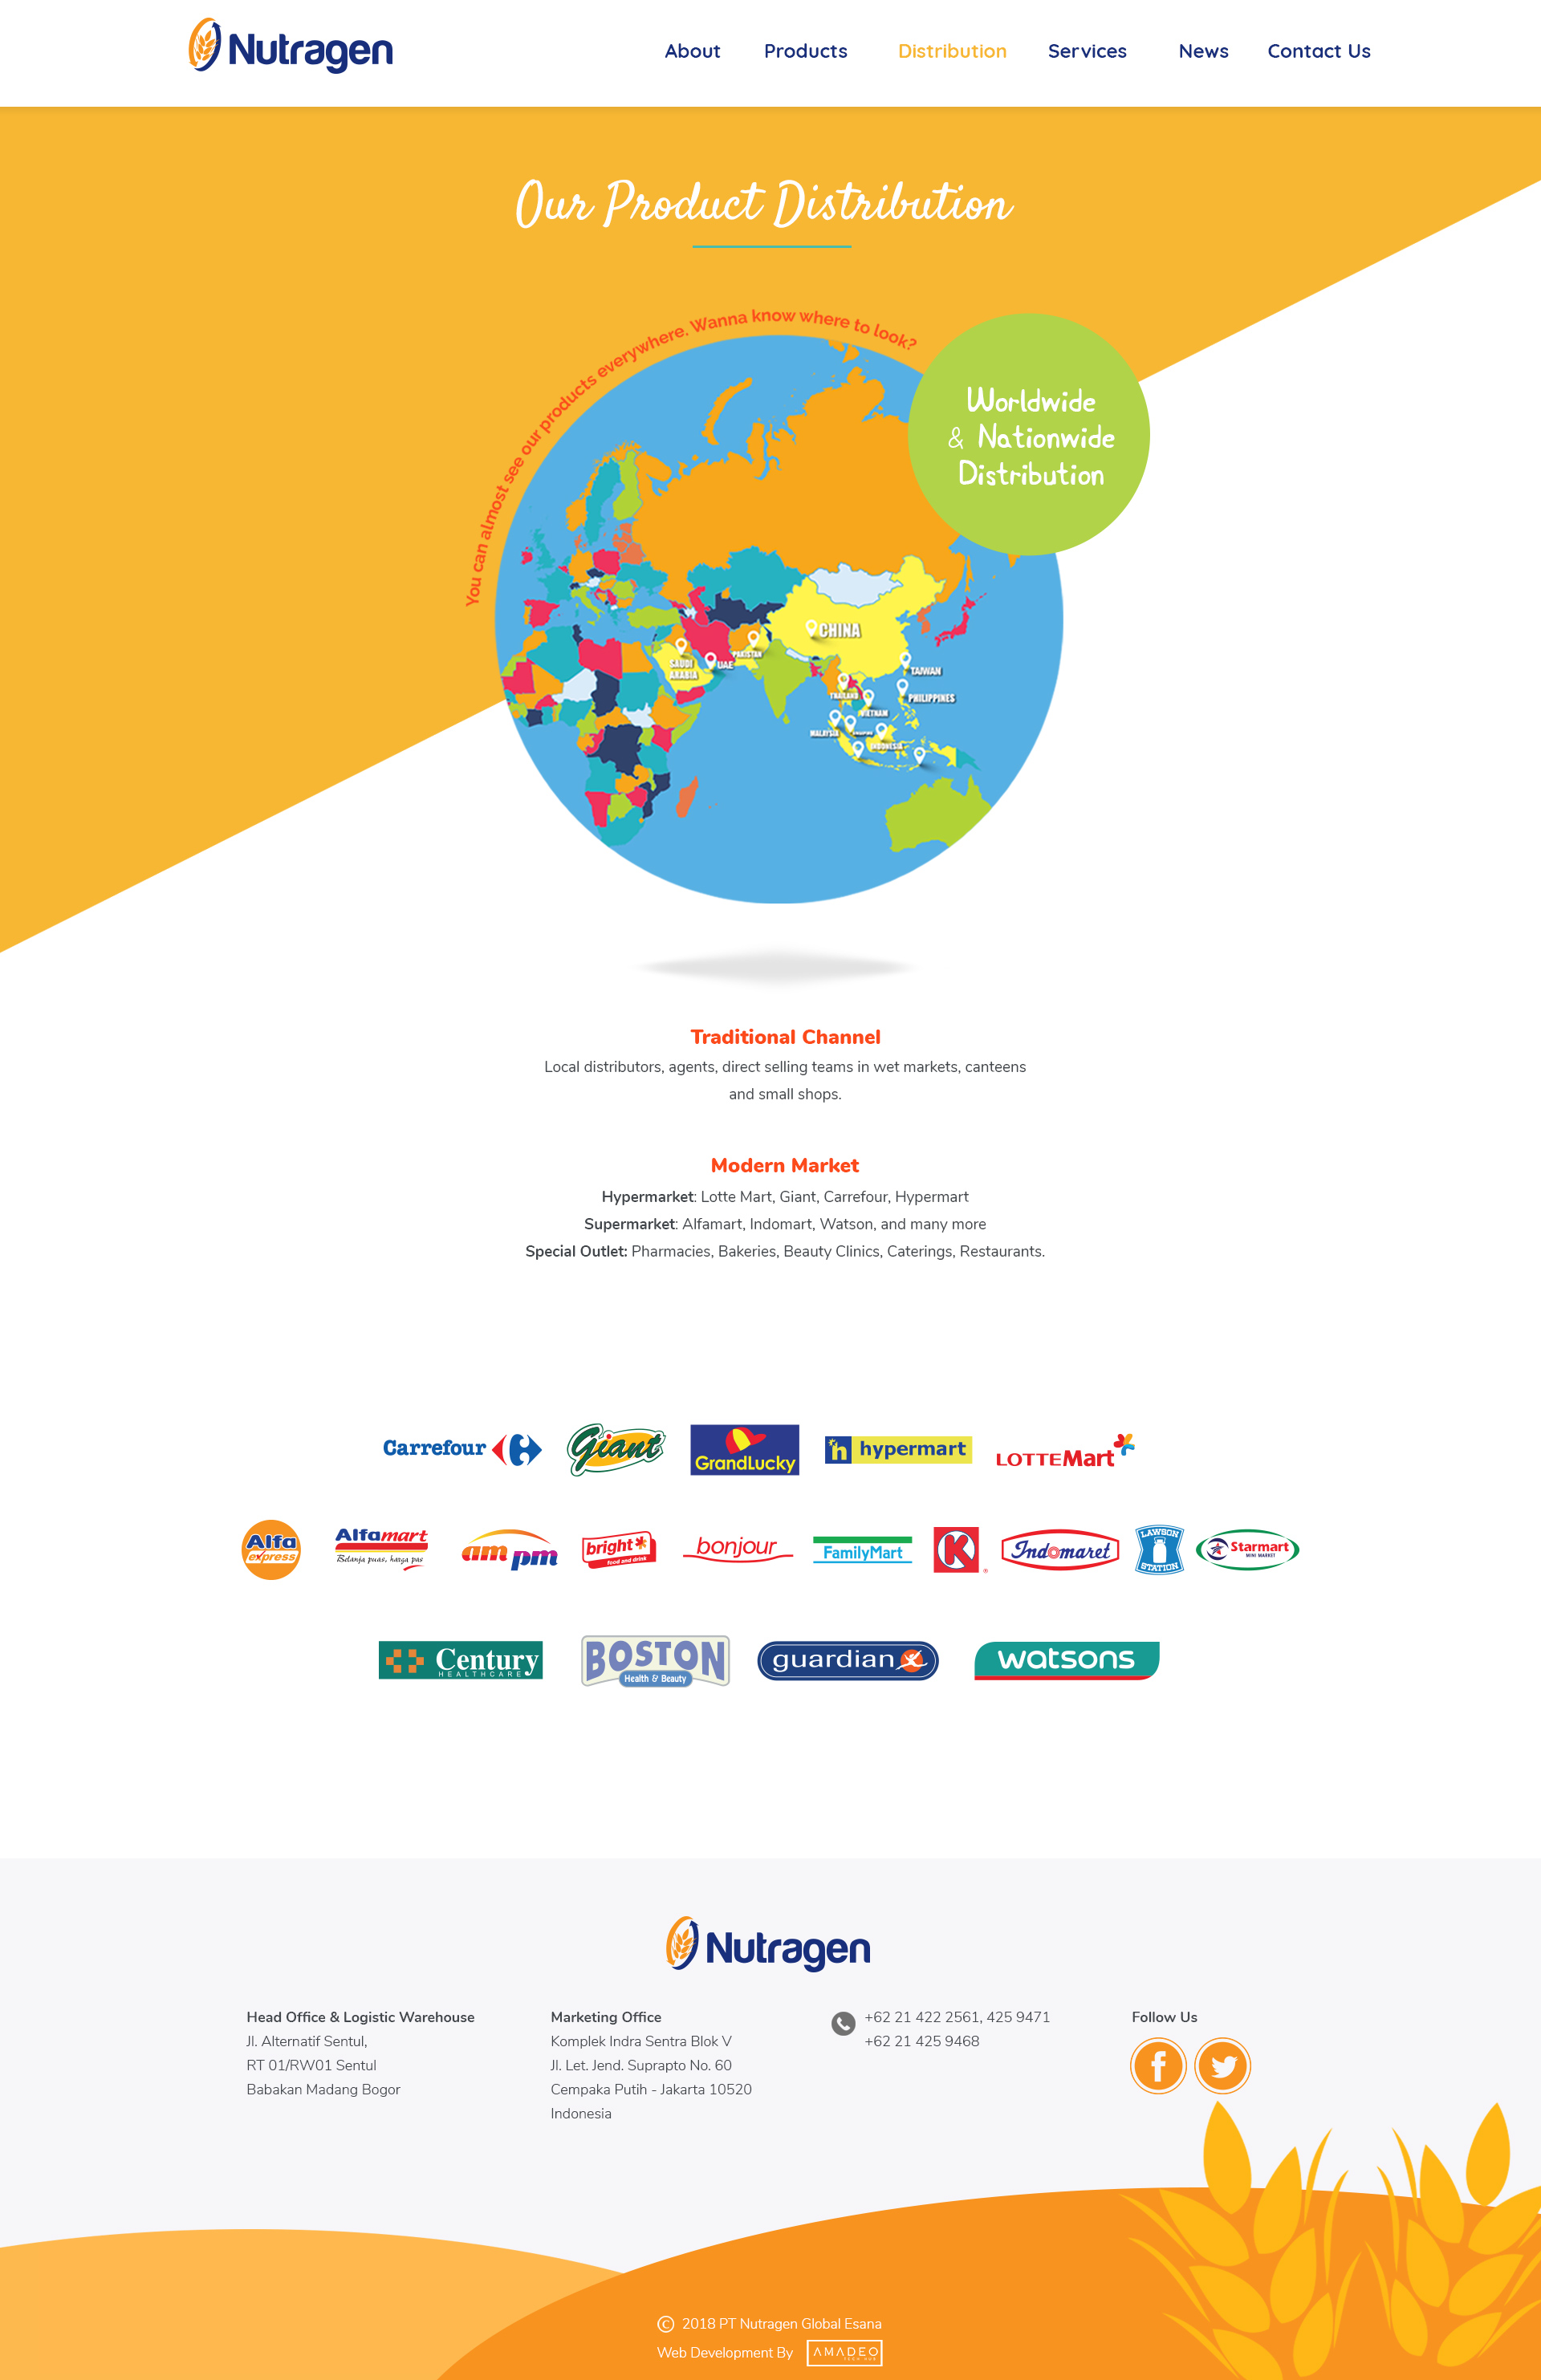 Nutragen
About Products Distribution Services News Contact Us
Our Product Distribution
You can almost see our products everywhere. Wanna know where to look?
Worldwide
& Nationwide
Distribution
CHINA
SAUDI
ARABIA
UAE
PAKISTAN
TAIWAN
THAILAND
PHILIPPINES
VIETNAM
MALAYSIA
INDONESIA
Traditional Channel
Local distributors, agents, direct selling teams in wet markets, canteens
and small shops.
Modern Market
Hypermarket: Lotte Mart, Giant, Carrefour, Hypermart
Supermarket: Alfamart, Indomart, Watson, and many more
Special Outlet: Pharmacies, Bakeries, Beauty Clinics, Caterings, Restaurants.
Carrefour
Giant
GrandLucky
h hypermart
LOTTE Mart
Alfa
express
Alfamart
Belanja puas, harga pas
am pm
bright
food and drink
bonjour
FamilyMart
K
Indomaret
LAWSON
STATION
Starmart
MINI MARKET
Century
HEALTHCARE
BOSTON
Health & Beauty
guardian
watsons
Nutragen
Head Office & Logistic Warehouse
Jl. Alternatif Sentul,
RT 01/RW01 Sentul
Babakan Madang Bogor
Marketing Office
Komplek Indra Sentra Blok V
Jl. Let. Jend. Suprapto No. 60
Cempaka Putih - Jakarta 10520
Indonesia
+62 21 422 2561, 425 9471
+62 21 425 9468
Follow Us
© 2018 PT Nutragen Global Esana
Web Development By AMADEO